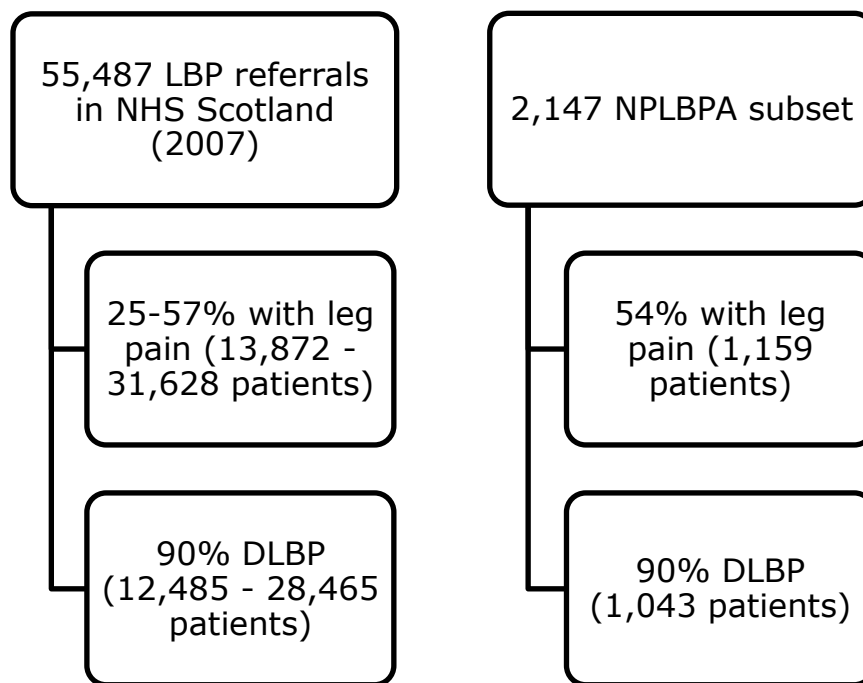 55,487 LBP referrals
in NHS Scotland
(2007)
25-57% with leg
pain (13,872 -
31,628 patients)
90% DLBP
(12,485 - 28,465
patients)
2,147 NPLBPA subset
54% with leg
pain (1,159
patients)
90% DLBP
(1,043 patients)